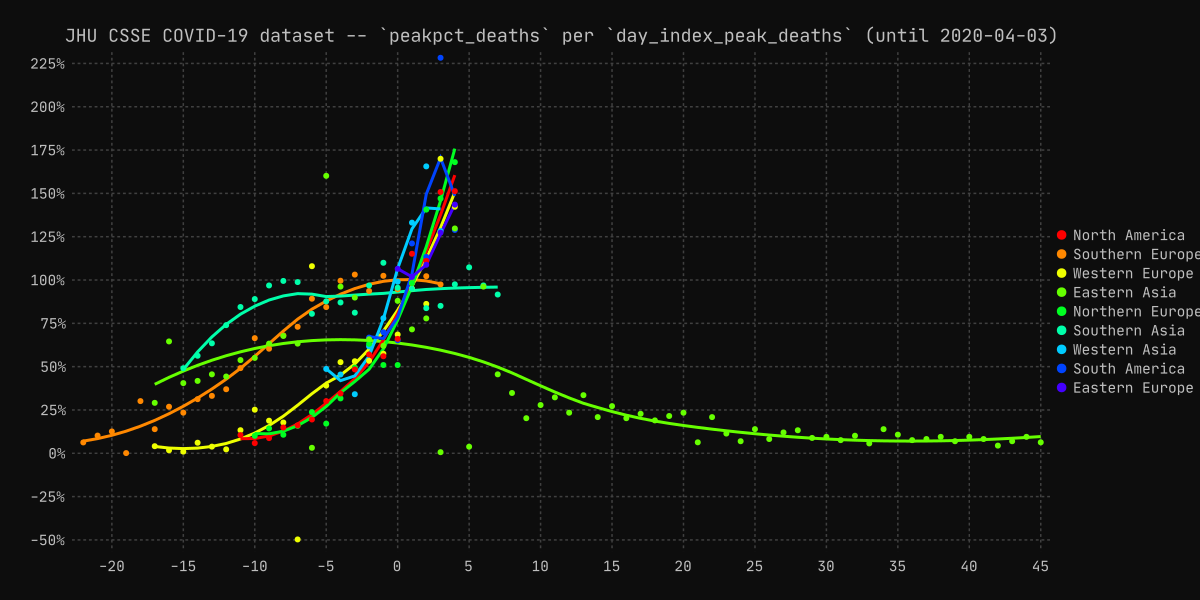 JHU CSSE COVID-19 dataset -- `peakpct_deaths` per `day_index_peak_deaths` (until 2020-04-03)
225%
200%
175%
150%
125%
100%
75%
50%
25%
0%
-25%
-50%
-20 -15 -10 -5 0 5 10 15 20 25 30 35 40 45
North America
Southern Europe
Western Europe
Eastern Asia
Northern Europe
Southern Asia
Western Asia
South America
Eastern Europe